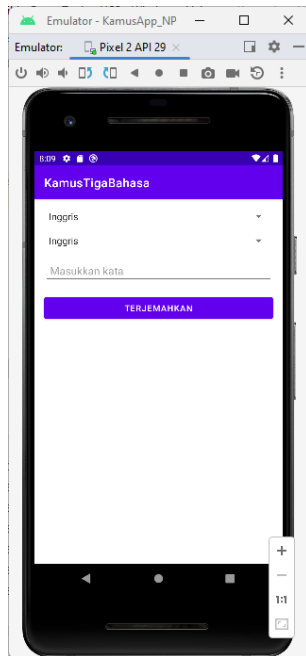 Emulator - KamusApp_NP
Emulator: Pixel 2 API 29
8:09
KamusTigaBahasa
Inggris
Inggris
Masukkan kata
TERJEMAHKAN
1:1